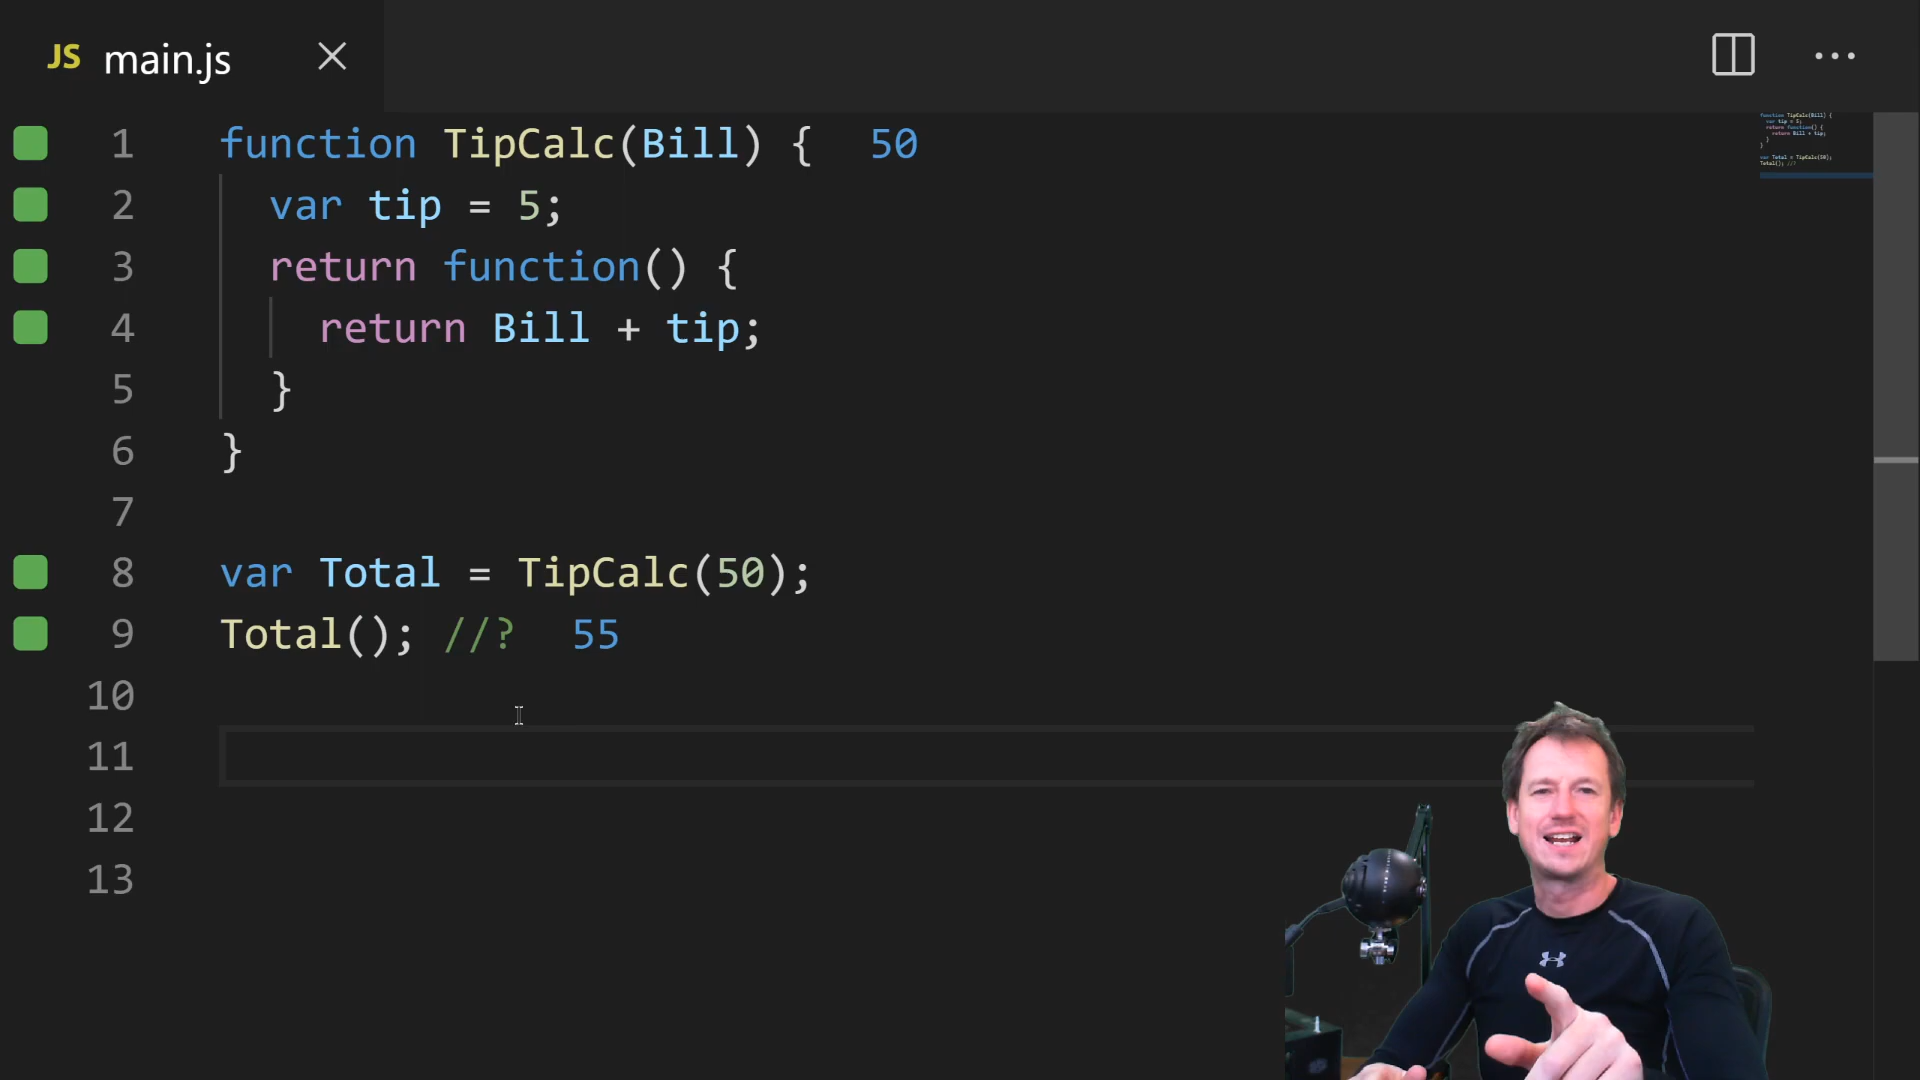 JS main.js
1 function TipCalc(Bill) { 50
2 var tip = 5;
3 return function() {
4 return Bill + tip;
5 }
6 }
7
8 var Total = TipCalc(50);
9 Total(); //? 55
10
11
12
13